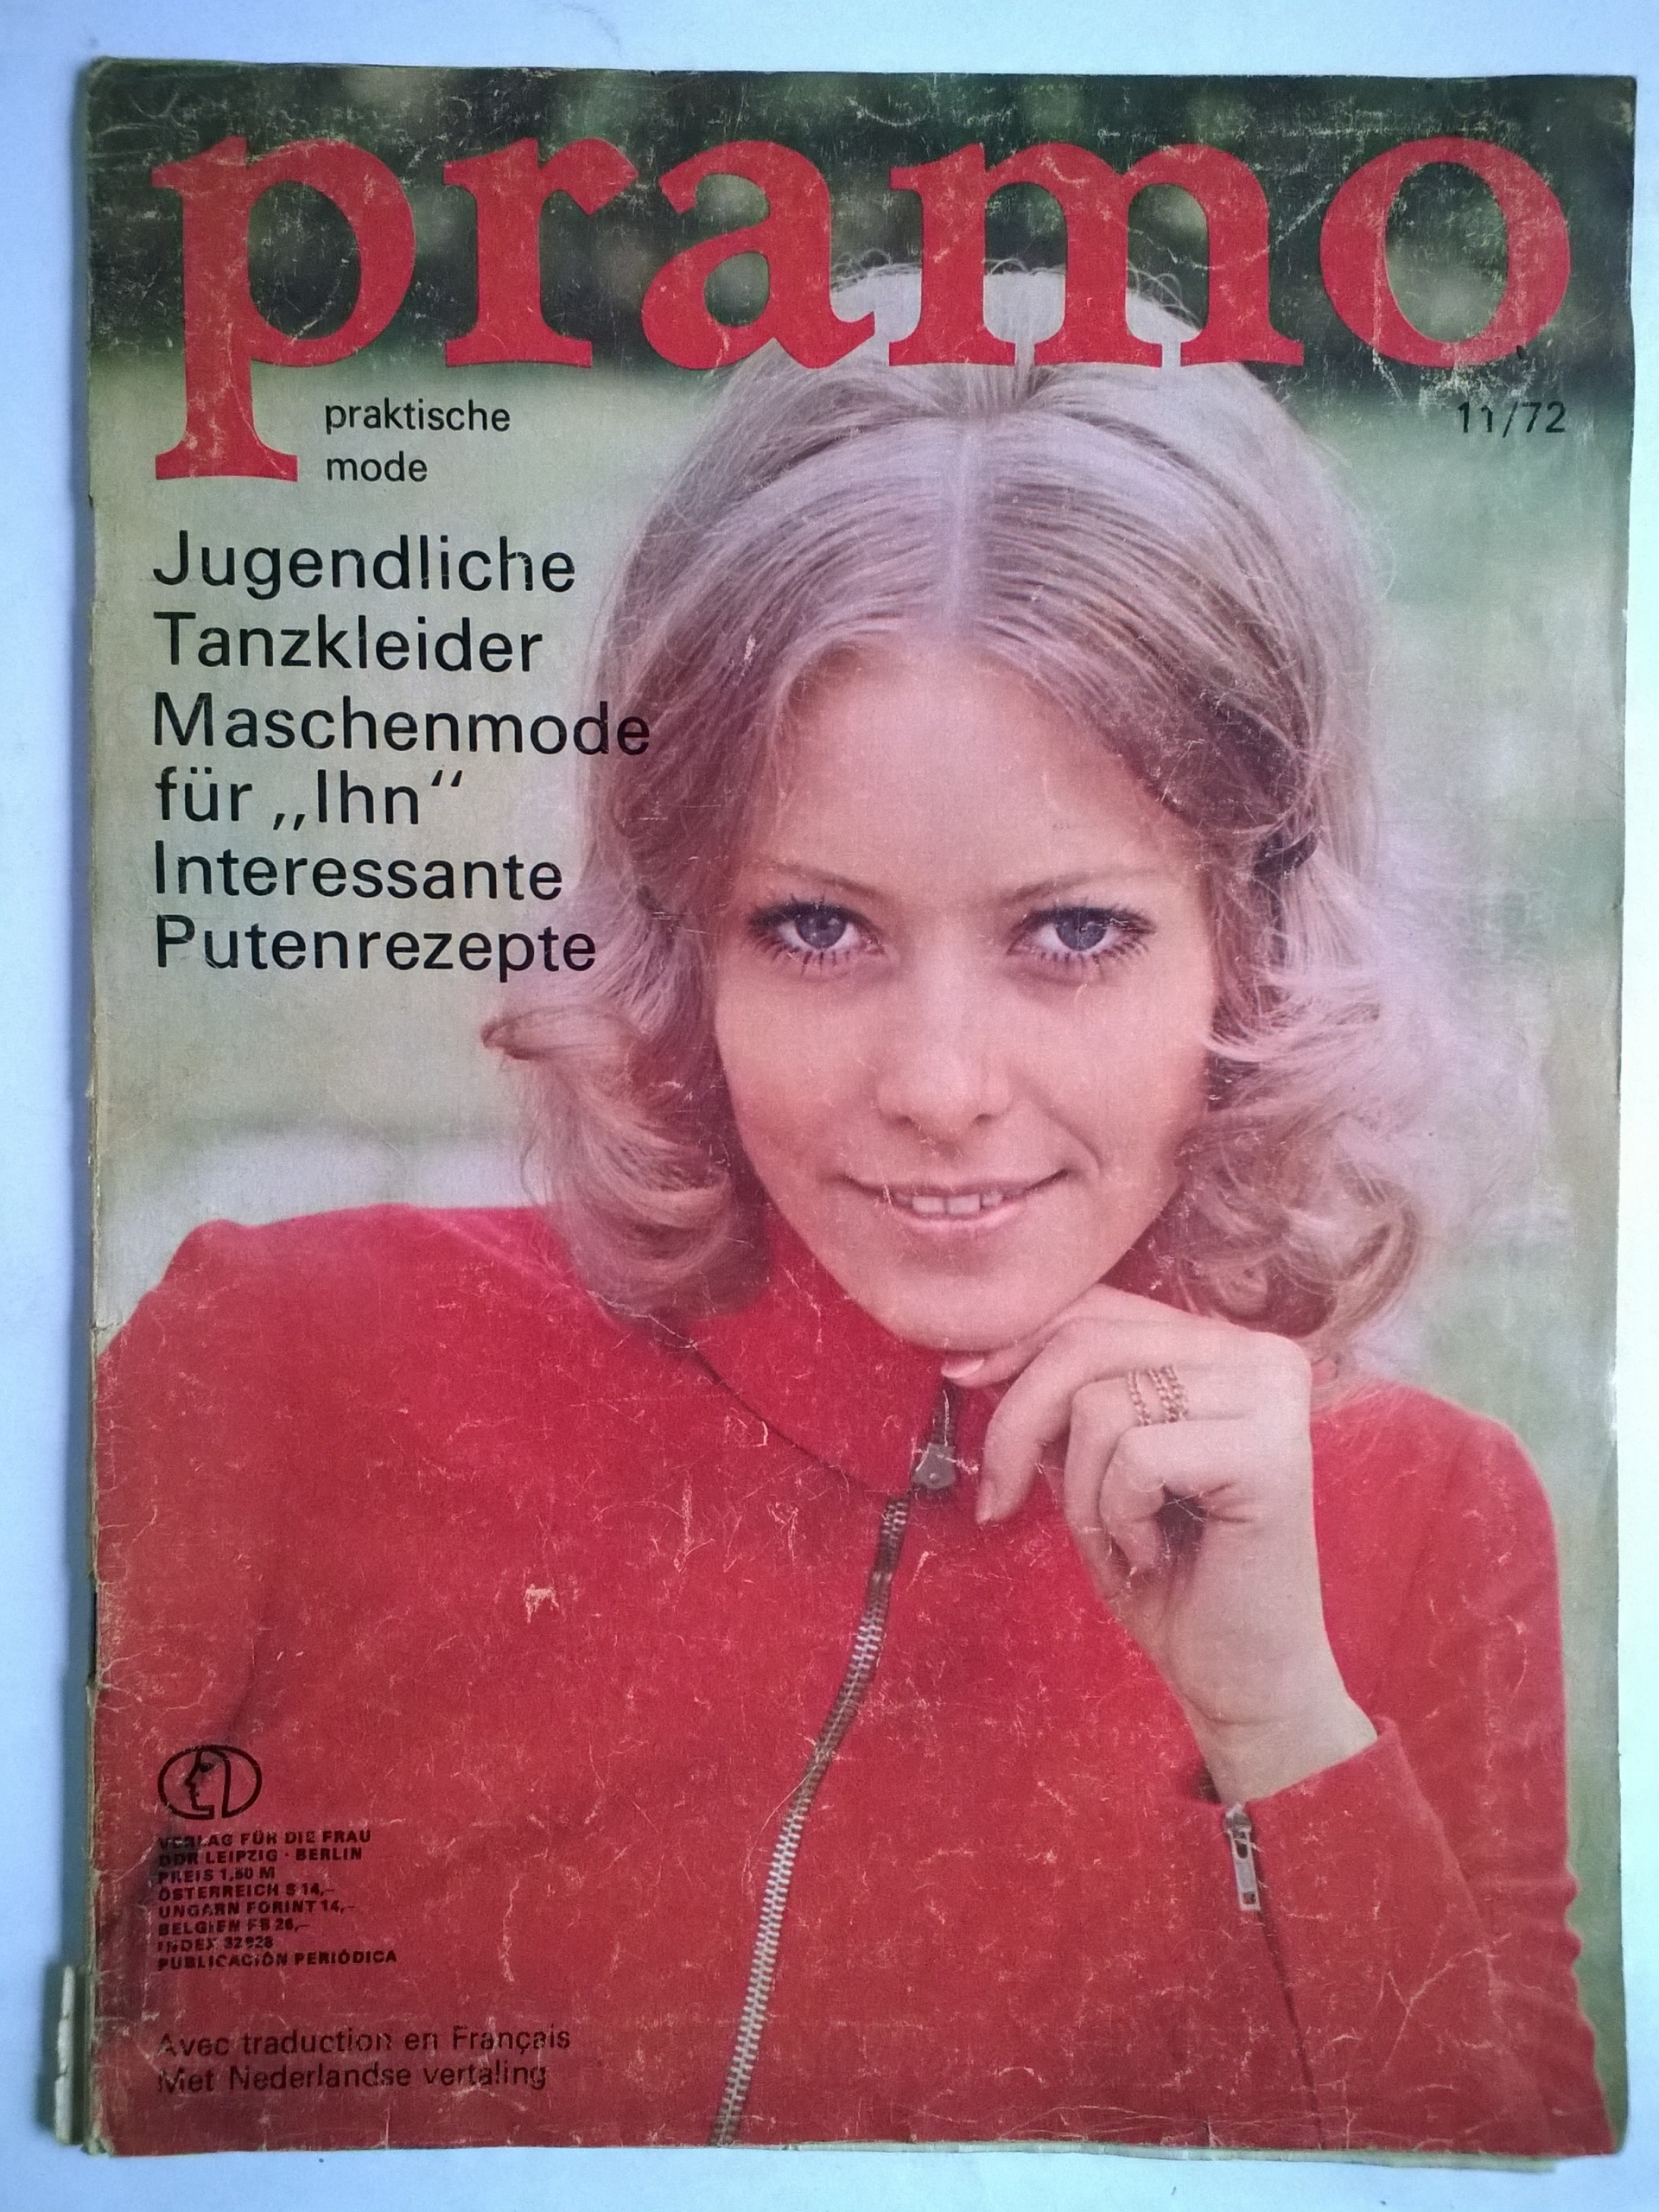 pramo
praktische
mode
11/72
Jugendliche
Tanzkleider
Maschenmode
für „Ihn“
Interessante
Putenrezepte
VERLAG FÜR DIE FRAU
DDR LEIPZIG · BERLIN
PREIS 1,50 M
ÖSTERREICH S 14,–
UNGARN FORINT 14,–
BELGIEN FB 26,–
INDEX 32928
PUBLICACIÓN PERIÓDICA
Avec traduction en Français
Met Nederlandse vertaling